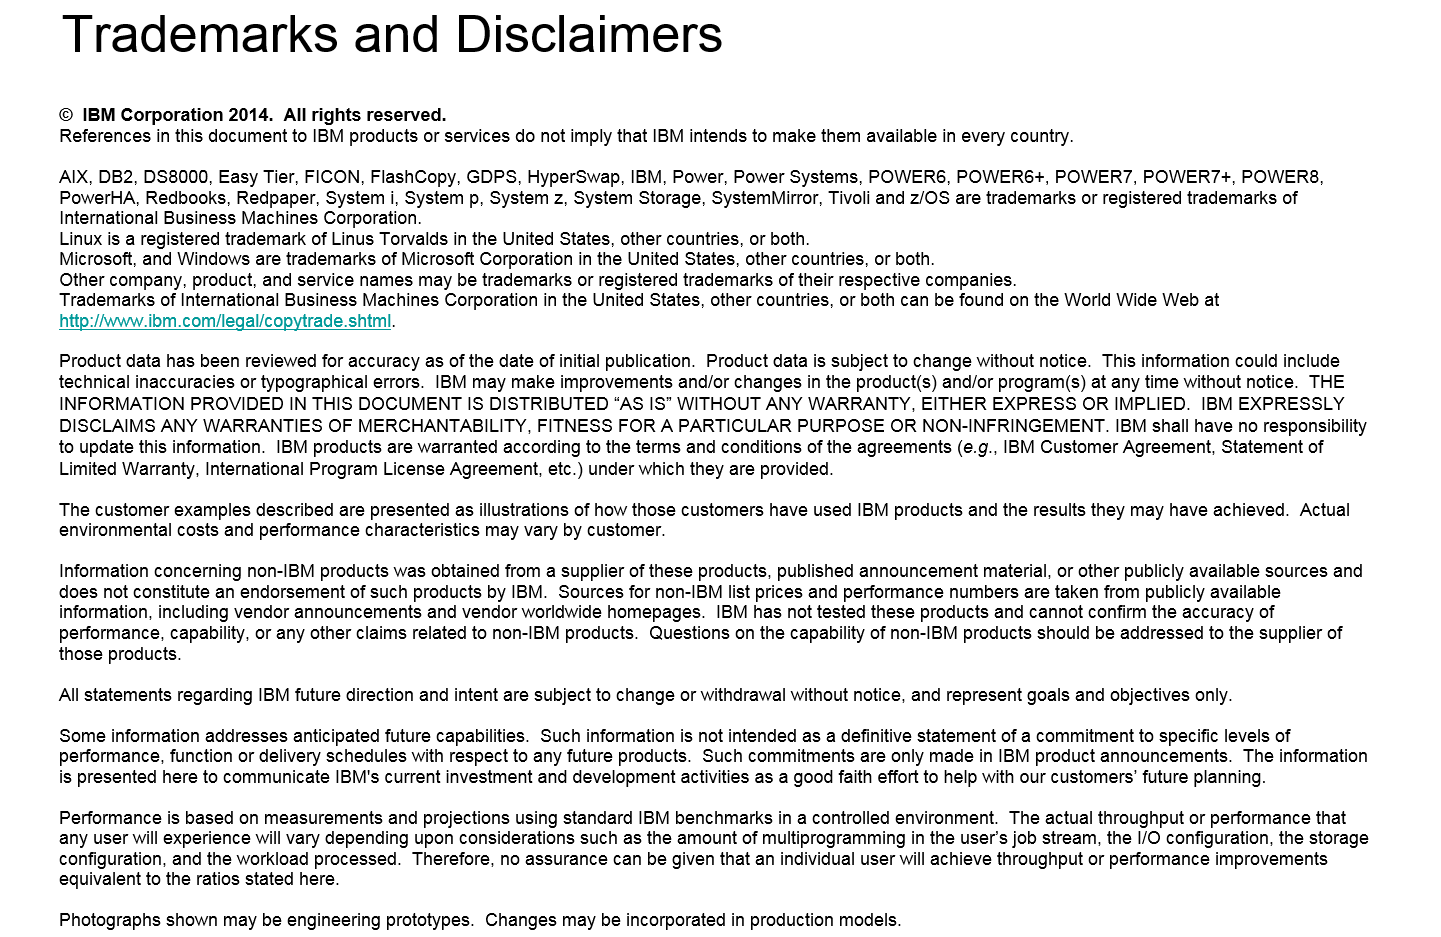 Trademarks and Disclaimers
© IBM Corporation 2014. All rights reserved.
References in this document to IBM products or services do not imply that IBM intends to make them available in every country.
AIX, DB2, DS8000, Easy Tier, FICON, FlashCopy, GDPS, HyperSwap, IBM, Power, Power Systems, POWER6, POWER6+, POWER7, POWER7+, POWER8,
PowerHA, Redbooks, Redpaper, System i, System p, System z, System Storage, SystemMirror, Tivoli and z/OS are trademarks or registered trademarks of
International Business Machines Corporation.
Linux is a registered trademark of Linus Torvalds in the United States, other countries, or both.
Microsoft, and Windows are trademarks of Microsoft Corporation in the United States, other countries, or both.
Other company, product, and service names may be trademarks or registered trademarks of their respective companies.
Trademarks of International Business Machines Corporation in the United States, other countries, or both can be found on the World Wide Web at
http://www.ibm.com/legal/copytrade.shtml.
Product data has been reviewed for accuracy as of the date of initial publication. Product data is subject to change without notice. This information could include
technical inaccuracies or typographical errors. IBM may make improvements and/or changes in the product(s) and/or program(s) at any time without notice. THE
INFORMATION PROVIDED IN THIS DOCUMENT IS DISTRIBUTED “AS IS” WITHOUT ANY WARRANTY, EITHER EXPRESS OR IMPLIED. IBM EXPRESSLY
DISCLAIMS ANY WARRANTIES OF MERCHANTABILITY, FITNESS FOR A PARTICULAR PURPOSE OR NON-INFRINGEMENT. IBM shall have no responsibility
to update this information. IBM products are warranted according to the terms and conditions of the agreements (e.g., IBM Customer Agreement, Statement of
Limited Warranty, International Program License Agreement, etc.) under which they are provided.
The customer examples described are presented as illustrations of how those customers have used IBM products and the results they may have achieved. Actual
environmental costs and performance characteristics may vary by customer.
Information concerning non-IBM products was obtained from a supplier of these products, published announcement material, or other publicly available sources and
does not constitute an endorsement of such products by IBM. Sources for non-IBM list prices and performance numbers are taken from publicly available
information, including vendor announcements and vendor worldwide homepages. IBM has not tested these products and cannot confirm the accuracy of
performance, capability, or any other claims related to non-IBM products. Questions on the capability of non-IBM products should be addressed to the supplier of
those products.
All statements regarding IBM future direction and intent are subject to change or withdrawal without notice, and represent goals and objectives only.
Some information addresses anticipated future capabilities. Such information is not intended as a definitive statement of a commitment to specific levels of
performance, function or delivery schedules with respect to any future products. Such commitments are only made in IBM product announcements. The information
is presented here to communicate IBM's current investment and development activities as a good faith effort to help with our customers’ future planning.
Performance is based on measurements and projections using standard IBM benchmarks in a controlled environment. The actual throughput or performance that
any user will experience will vary depending upon considerations such as the amount of multiprogramming in the user’s job stream, the I/O configuration, the storage
configuration, and the workload processed. Therefore, no assurance can be given that an individual user will achieve throughput or performance improvements
equivalent to the ratios stated here.
Photographs shown may be engineering prototypes. Changes may be incorporated in production models.